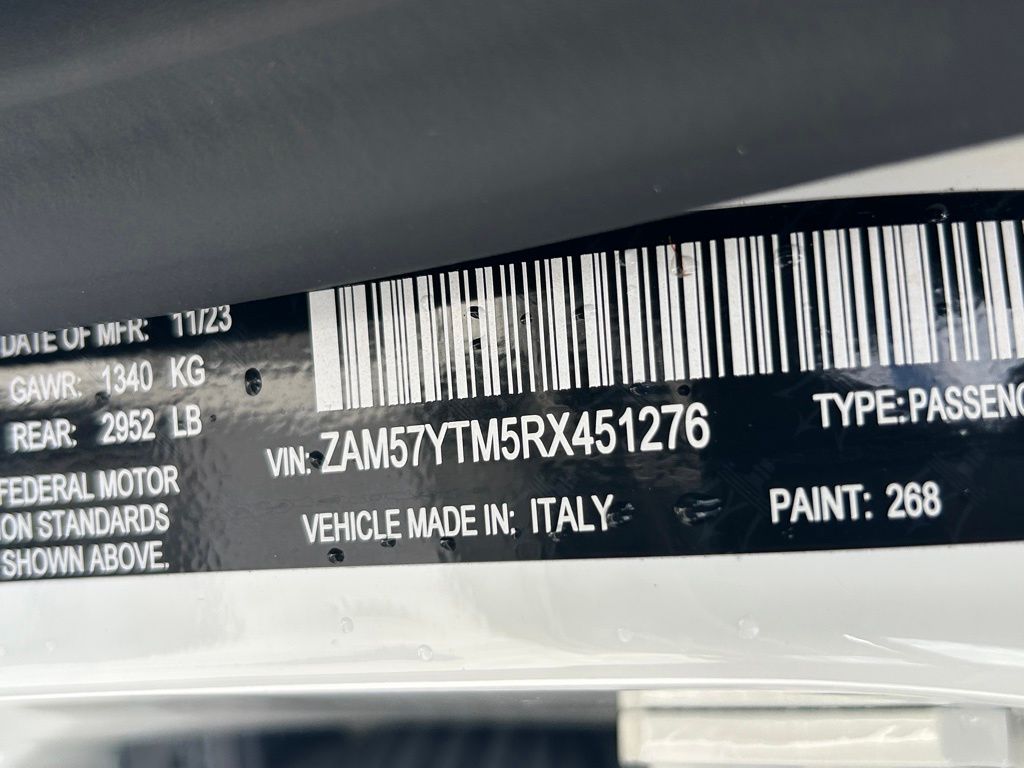 DATE OF MFR: 11/23
GAWR: 1340 KG
REAR: 2952 LB
FEDERAL MOTOR
ON STANDARDS
SHOWN ABOVE.
VIN: ZAM57YTM5RX451276
VEHICLE MADE IN: ITALY
TYPE: PASSENG
PAINT: 268